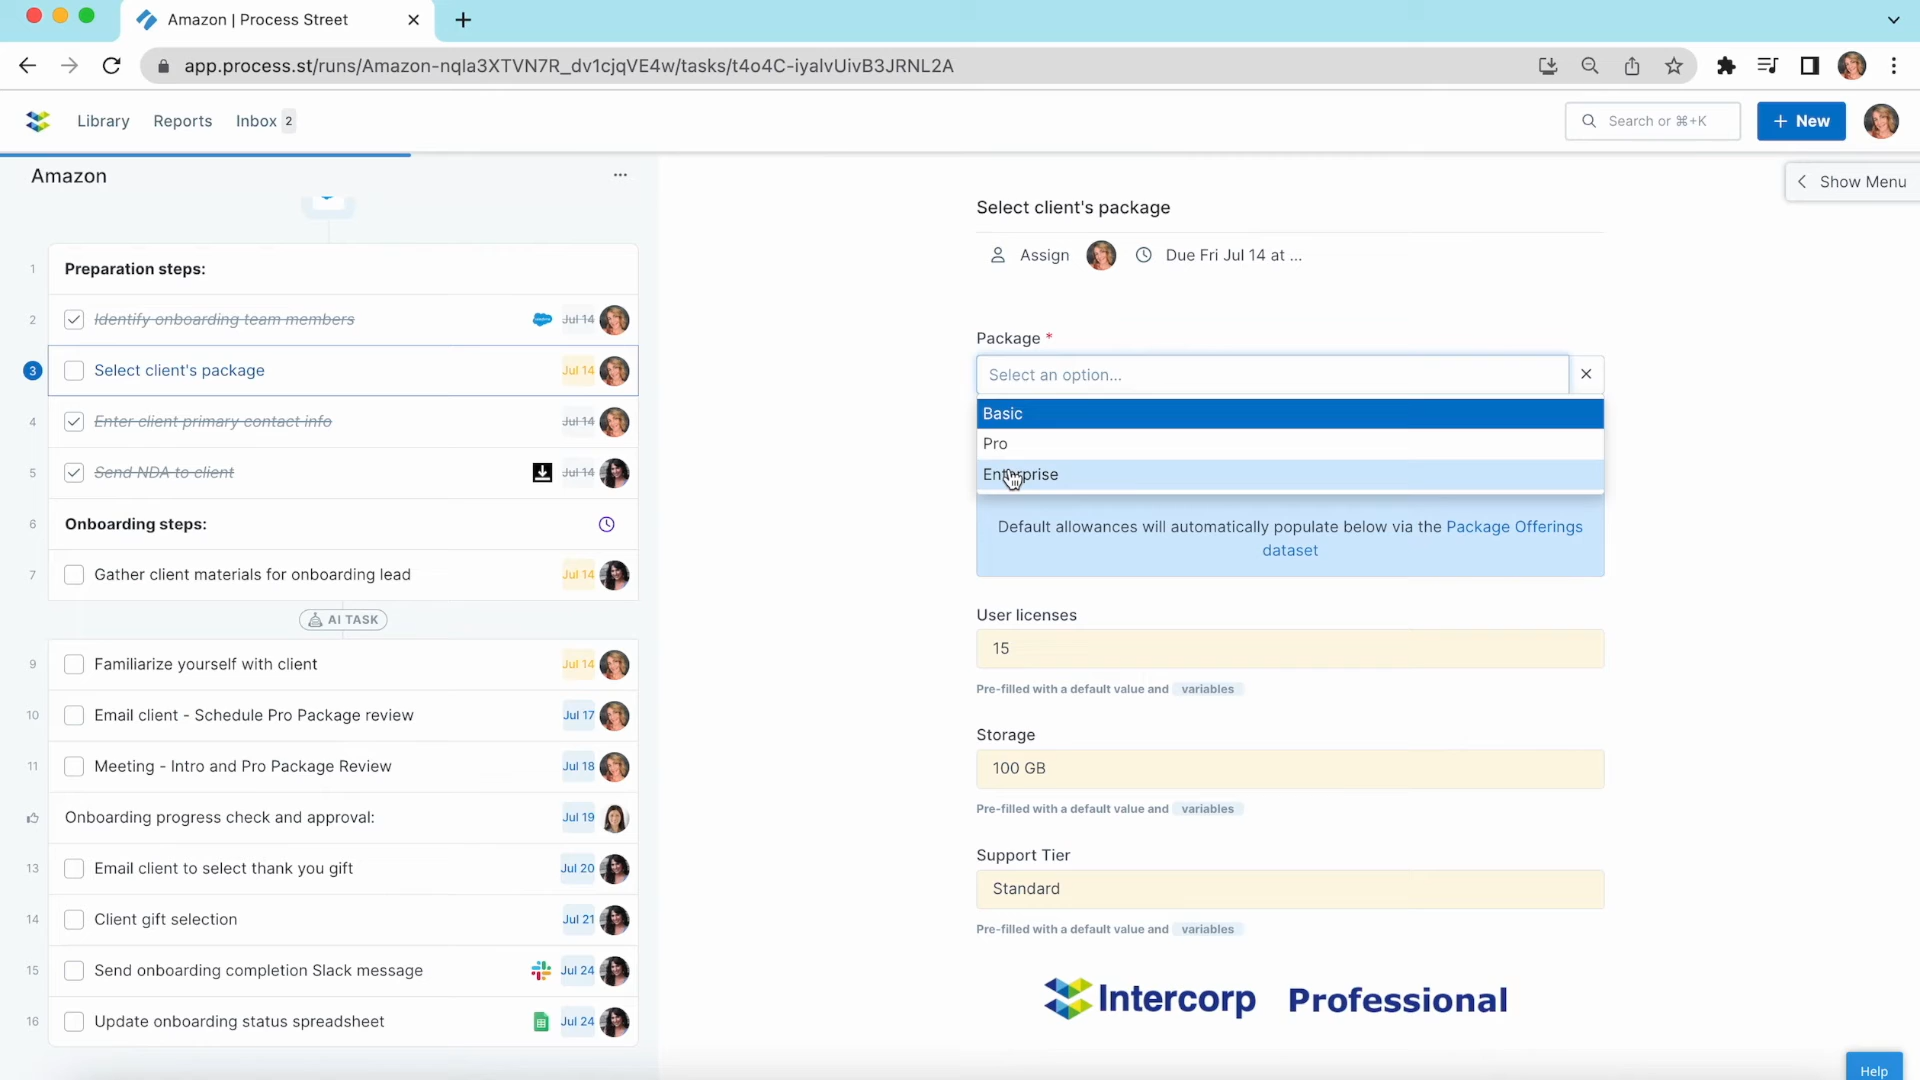 Amazon | Process Street
app.process.st/runs/Amazon-nqla3XTVN7R_dv1cjqVE4w/tasks/t4o4C-iyalvUivB3JRNL2A
Library Reports Inbox 2
Search or ⌘+K
+ New
Amazon
...
Show Menu
1 Preparation steps:
2 Identify onboarding team members Jul 14
3 Select client's package Jul 14
4 Enter client primary contact info Jul 14
5 Send NDA to client Jul 14
6 Onboarding steps:
7 Gather client materials for onboarding lead Jul 14
AI TASK
9 Familiarize yourself with client Jul 14
10 Email client - Schedule Pro Package review Jul 17
11 Meeting - Intro and Pro Package Review Jul 18
Onboarding progress check and approval: Jul 19
13 Email client to select thank you gift Jul 20
14 Client gift selection Jul 21
15 Send onboarding completion Slack message Jul 24
16 Update onboarding status spreadsheet Jul 24
Select client's package
Assign Due Fri Jul 14 at ...
Package *
Select an option...
Basic
Pro
Enterprise
Default allowances will automatically populate below via the Package Offerings
dataset
User licenses
15
Pre-filled with a default value and variables
Storage
100 GB
Pre-filled with a default value and variables
Support Tier
Standard
Pre-filled with a default value and variables
Intercorp Professional
Help